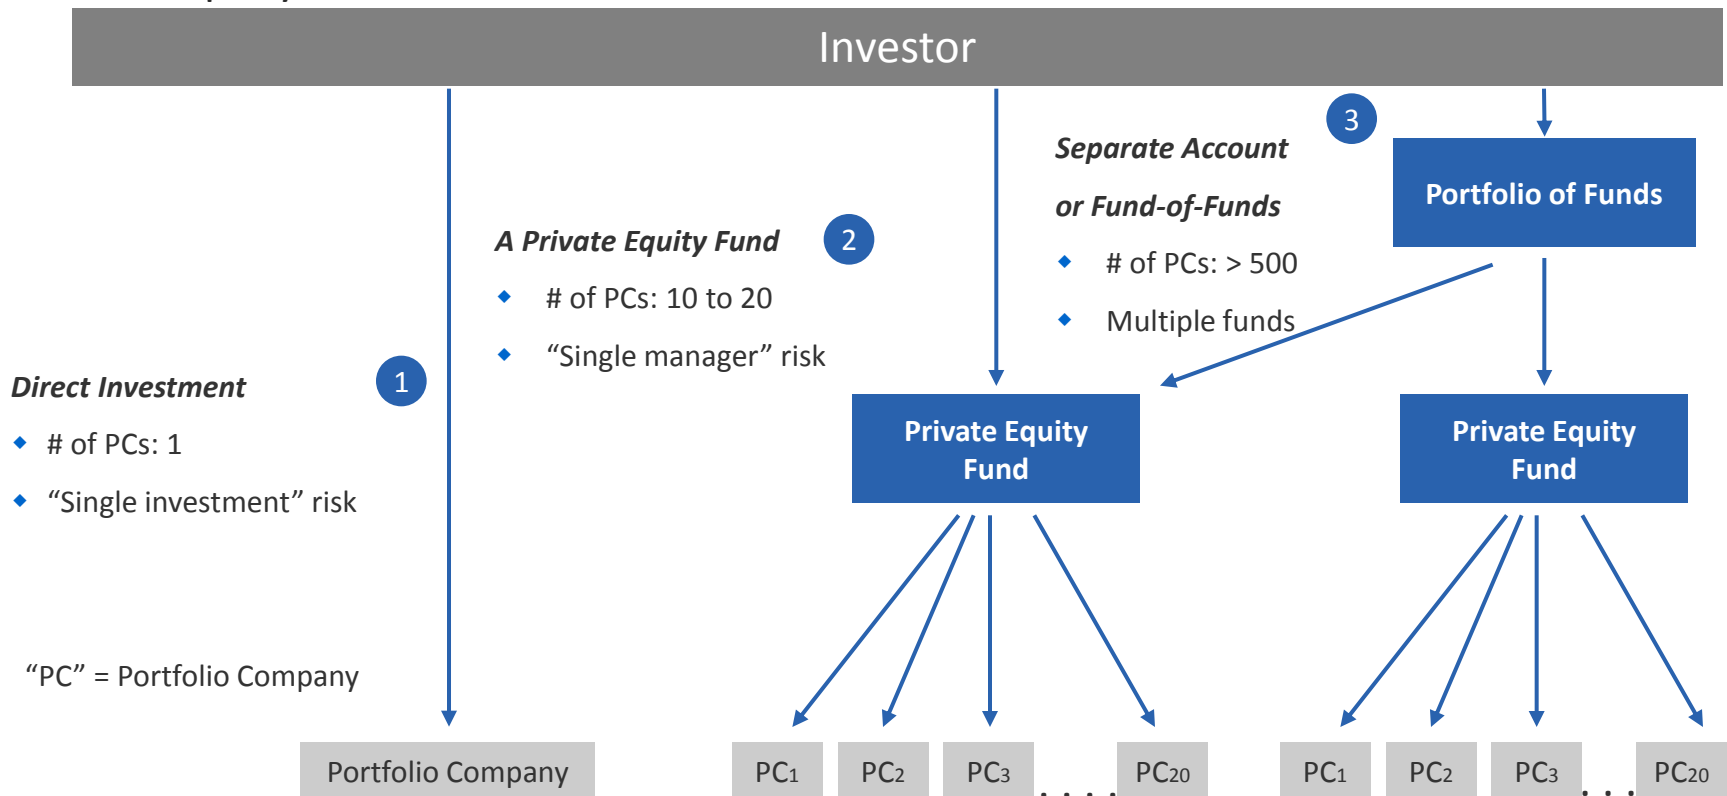 Investor
3
Separate Account
or Fund-of-Funds
# of PCs: > 500
Multiple funds
Portfolio of Funds
A Private Equity Fund
2
# of PCs: 10 to 20
“Single manager” risk
Direct Investment
1
# of PCs: 1
“Single investment” risk
Private Equity
Fund
Private Equity
Fund
“PC” = Portfolio Company
Portfolio Company
PC1
PC2
PC3
. . . .
PC20
PC1
PC2
PC3
. . .
PC20